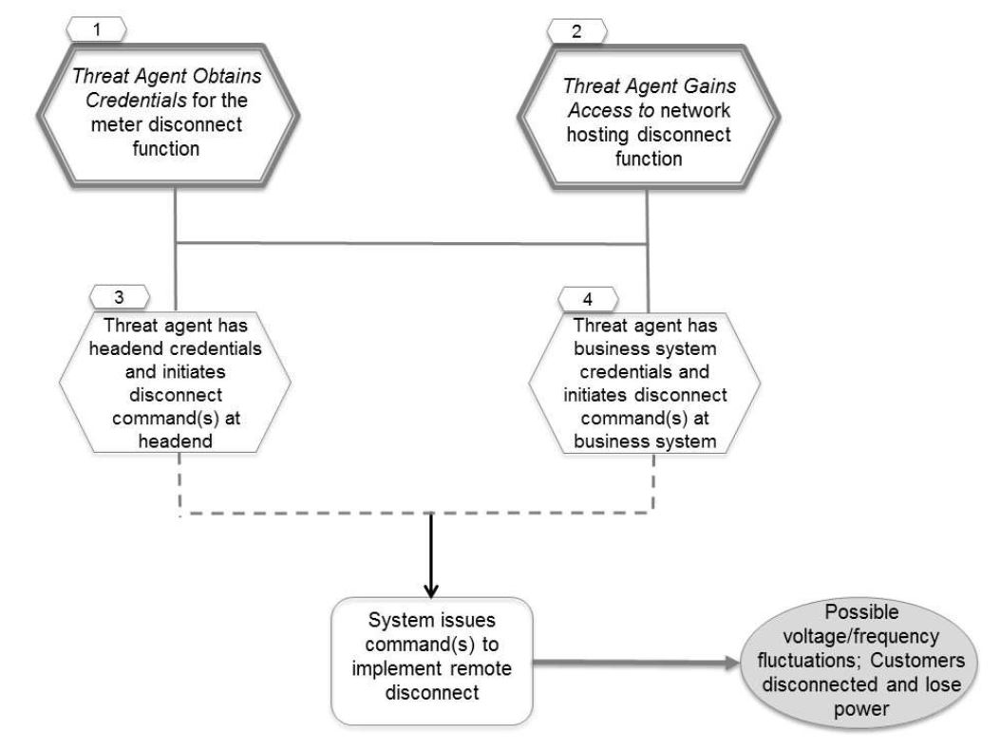 1
Threat Agent Obtains
Credentials for the
meter disconnect
function
2
Threat Agent Gains
Access to network
hosting disconnect
function
3
Threat agent has
headend credentials
and initiates
disconnect
command(s) at
headend
4
Threat agent has
business system
credentials and
initiates disconnect
command(s) at
business system
System issues
command(s) to
implement remote
disconnect
Possible
voltage/frequency
fluctuations; Customers
disconnected and lose
power